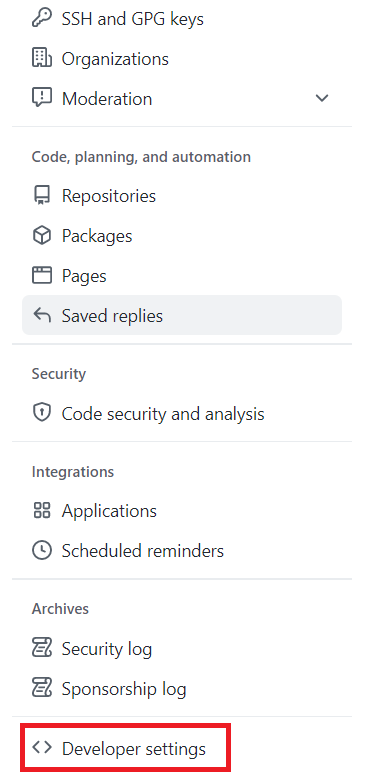 SSH and GPG keys
Organizations
Moderation
Code, planning, and automation
Repositories
Packages
Pages
Saved replies
Security
Code security and analysis
Integrations
Applications
Scheduled reminders
Archives
Security log
Sponsorship log
Developer settings